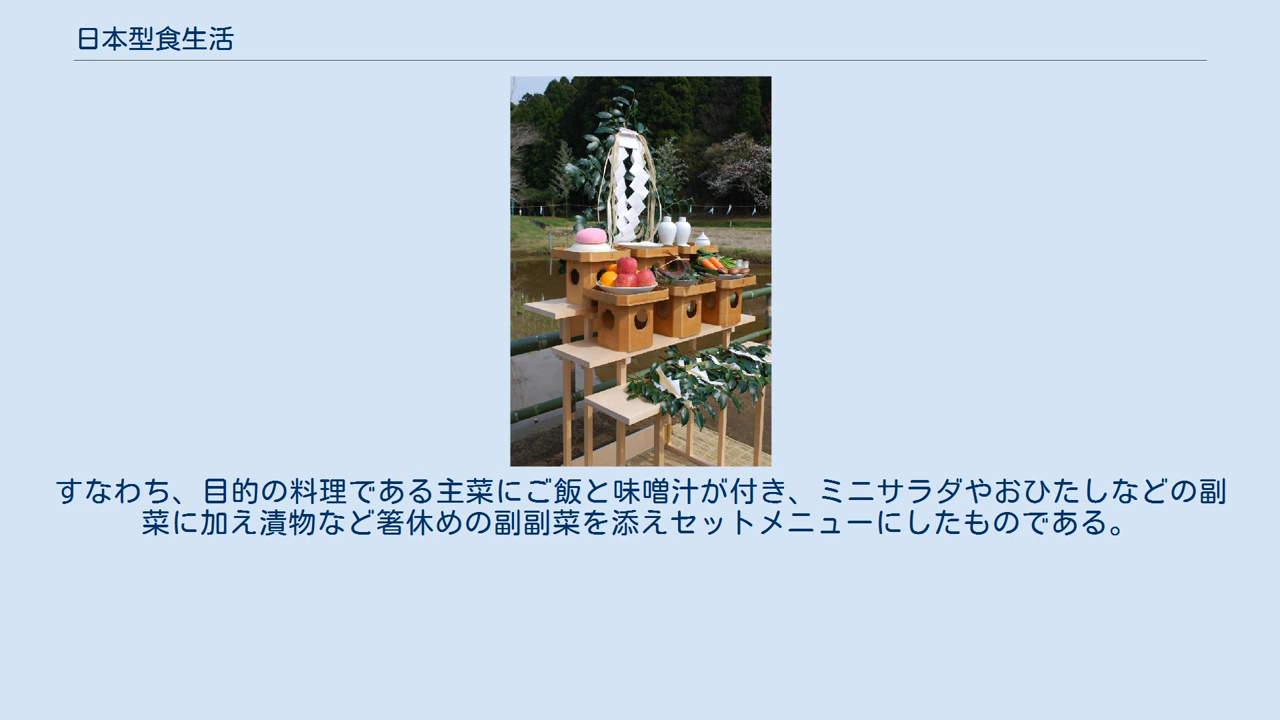 日本型食生活
すなわち、目的の料理である主菜にご飯と味噌汁が付き、ミニサラダやおひたしなどの副
菜に加え漬物など箸休めの副副菜を添えセットメニューにしたものである。